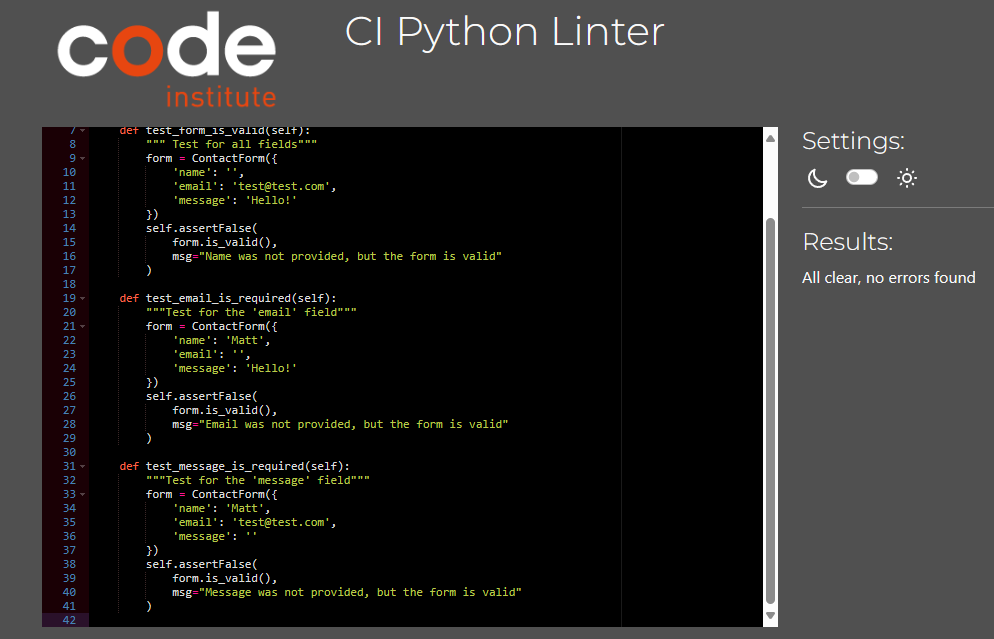 code
institute
CI Python Linter
7 def test_form_is_valid(self):
8 """ Test for all fields"""
9 form = ContactForm({
10 'name': '',
11 'email': 'test@test.com',
12 'message': 'Hello!'
13 })
14 self.assertFalse(
15 form.is_valid(),
16 msg="Name was not provided, but the form is valid"
17 )
18
19 def test_email_is_required(self):
20 """Test for the 'email' field"""
21 form = ContactForm({
22 'name': 'Matt',
23 'email': '',
24 'message': 'Hello!'
25 })
26 self.assertFalse(
27 form.is_valid(),
28 msg="Email was not provided, but the form is valid"
29 )
30
31 def test_message_is_required(self):
32 """Test for the 'message' field"""
33 form = ContactForm({
34 'name': 'Matt',
35 'email': 'test@test.com',
36 'message': ''
37 })
38 self.assertFalse(
39 form.is_valid(),
40 msg="Message was not provided, but the form is valid"
41 )
42
Settings:
Results:
All clear, no errors found